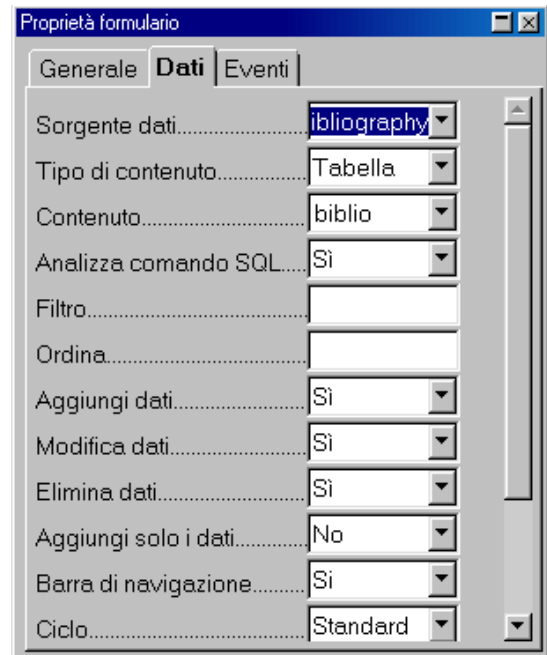 Proprietà formulario
Generale Dati Eventi
Sorgente dati..................... ibliography
Tipo di contenuto.............. Tabella
Contenuto........................ biblio
Analizza comando SQL.... Sì
Filtro..................................
Ordina...............................
Aggiungi dati..................... Sì
Modifica dati..................... Sì
Elimina dati....................... Sì
Aggiungi solo i dati............ No
Barra di navigazione......... Si
Ciclo.................................. Standard